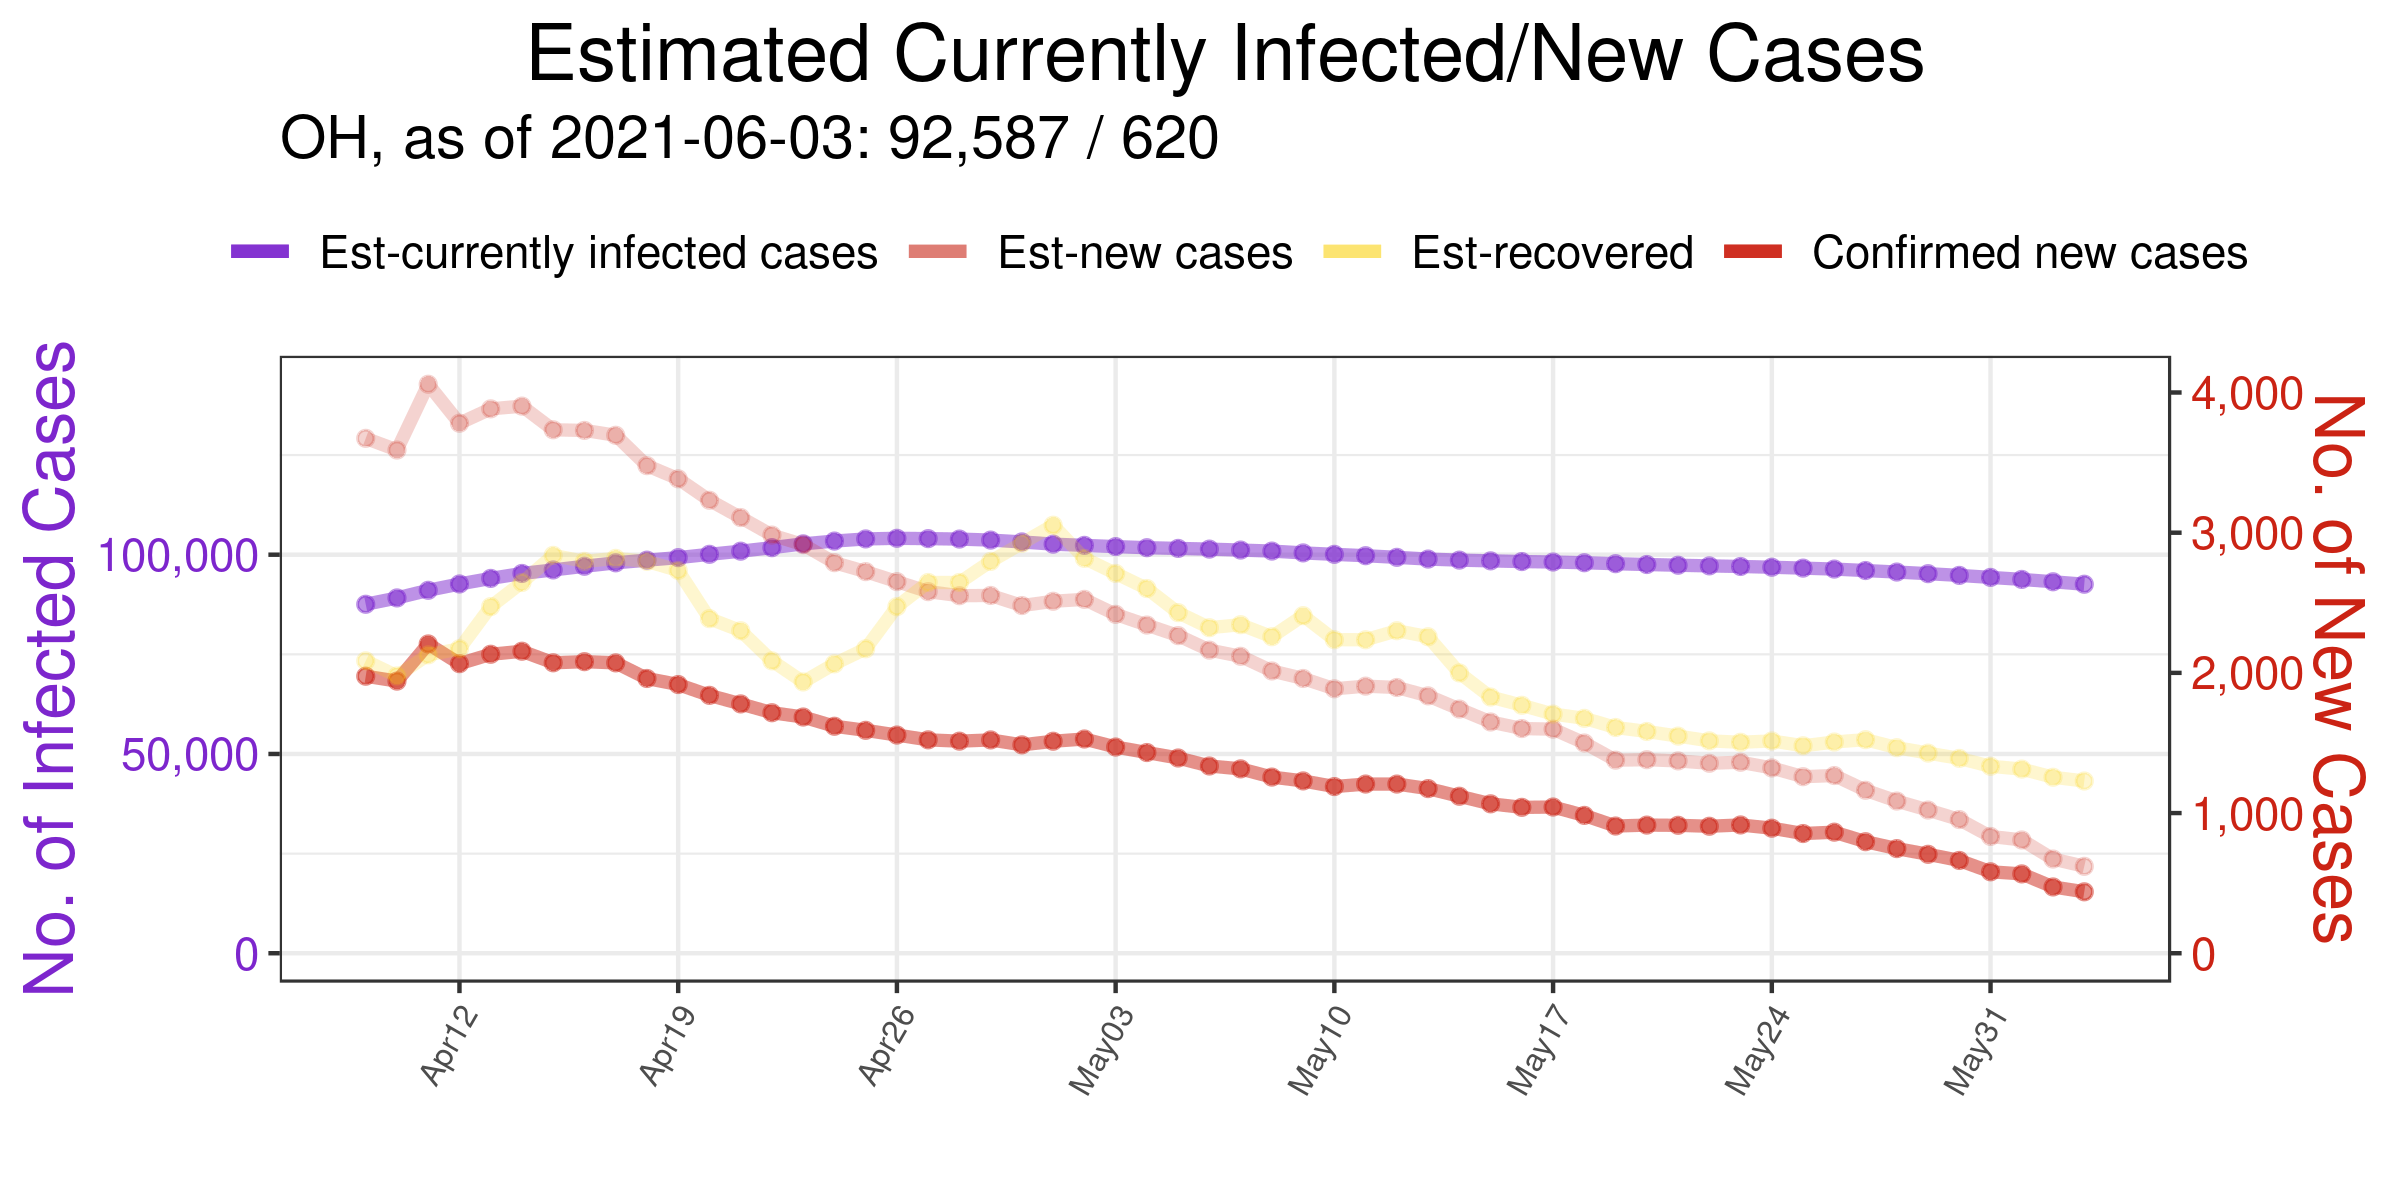 Estimated Currently Infected/New Cases
OH, as of 2021-06-03: 92,587 / 620
Est-currently infected cases Est-new cases Est-recovered Confirmed new cases
No. of Infected Cases
100,000
50,000
0
4,000
3,000
2,000
1,000
0
No. of New Cases
Apr12 Apr19 Apr26 May03 May10 May17 May24 May31